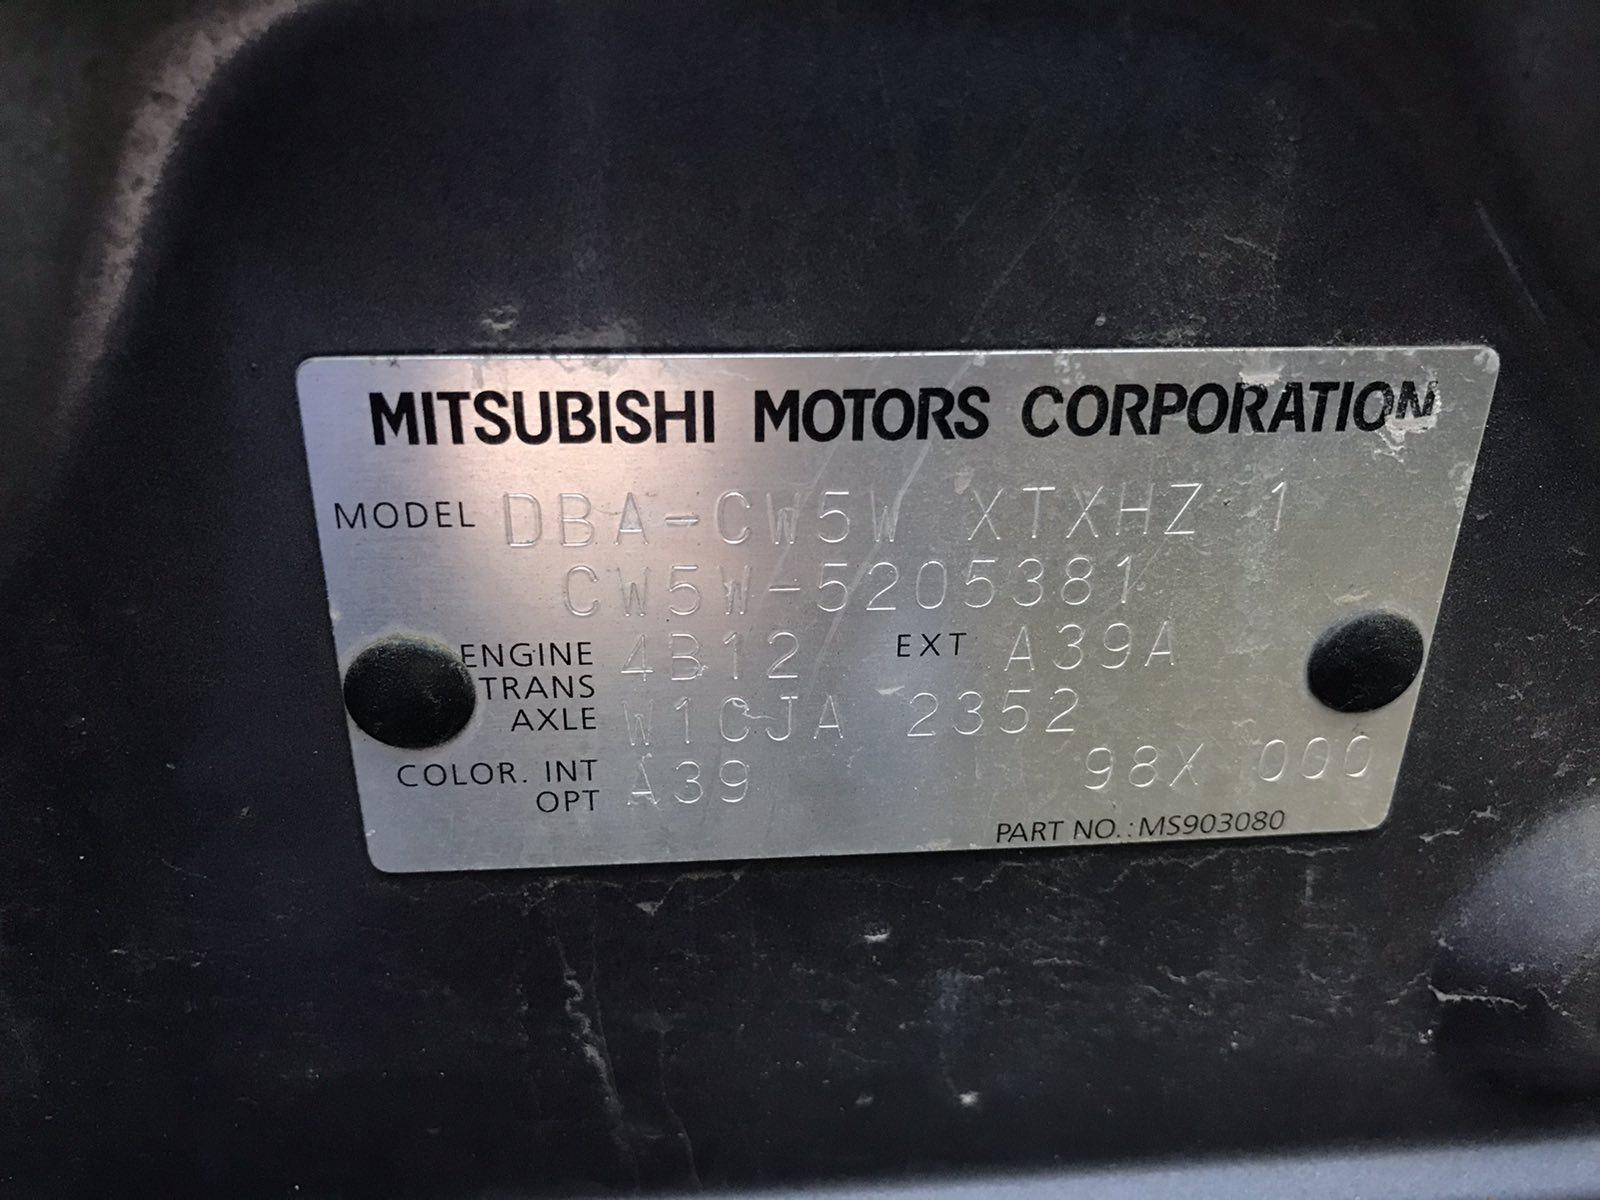 MITSUBISHI MOTORS CORPORATION
MODEL DBA-CW5W XTXHZ 1
CW5W-5205381
ENGINE 4B12 EXT A39A
TRANS
AXLE W1CJA 2352
COLOR. INT A39 98X 000
OPT
PART NO.: MS903080